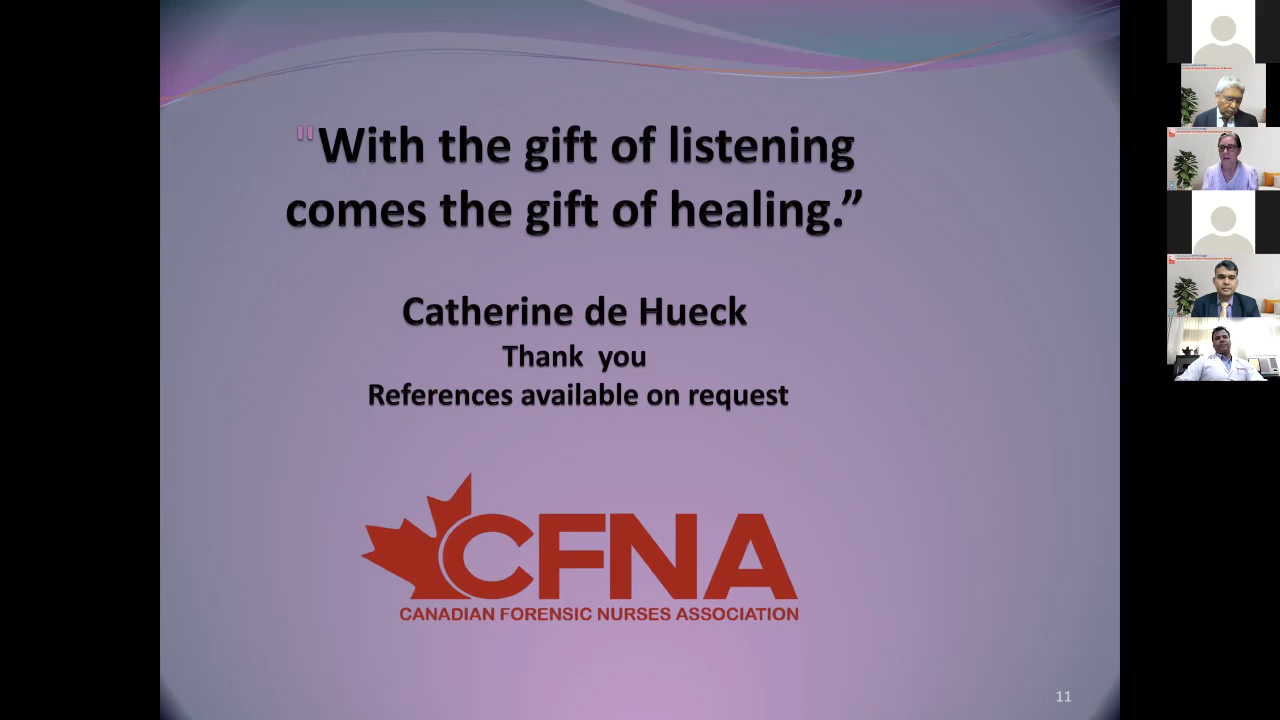 "With the gift of listening
comes the gift of healing.”
Catherine de Hueck
Thank you
References available on request
CFNA
CANADIAN FORENSIC NURSES ASSOCIATION
11